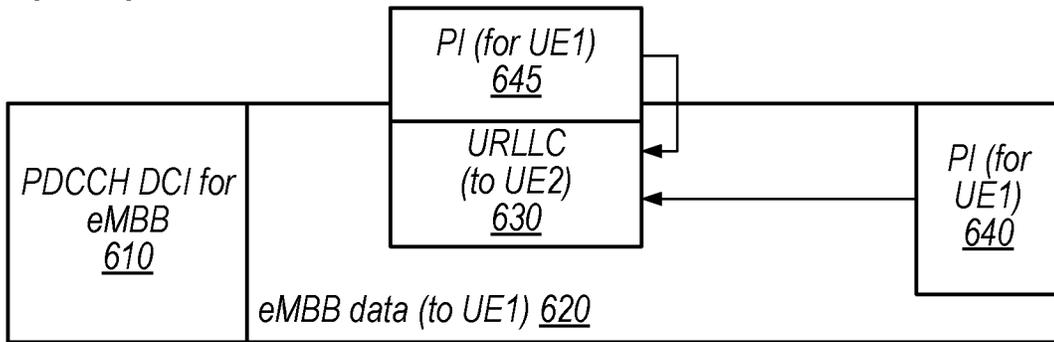 PI (for UE1)
645
PDCCH DCI for
eMBB
610
URLLC
(to UE2)
630
PI (for
UE1)
640
eMBB data (to UE1) 620